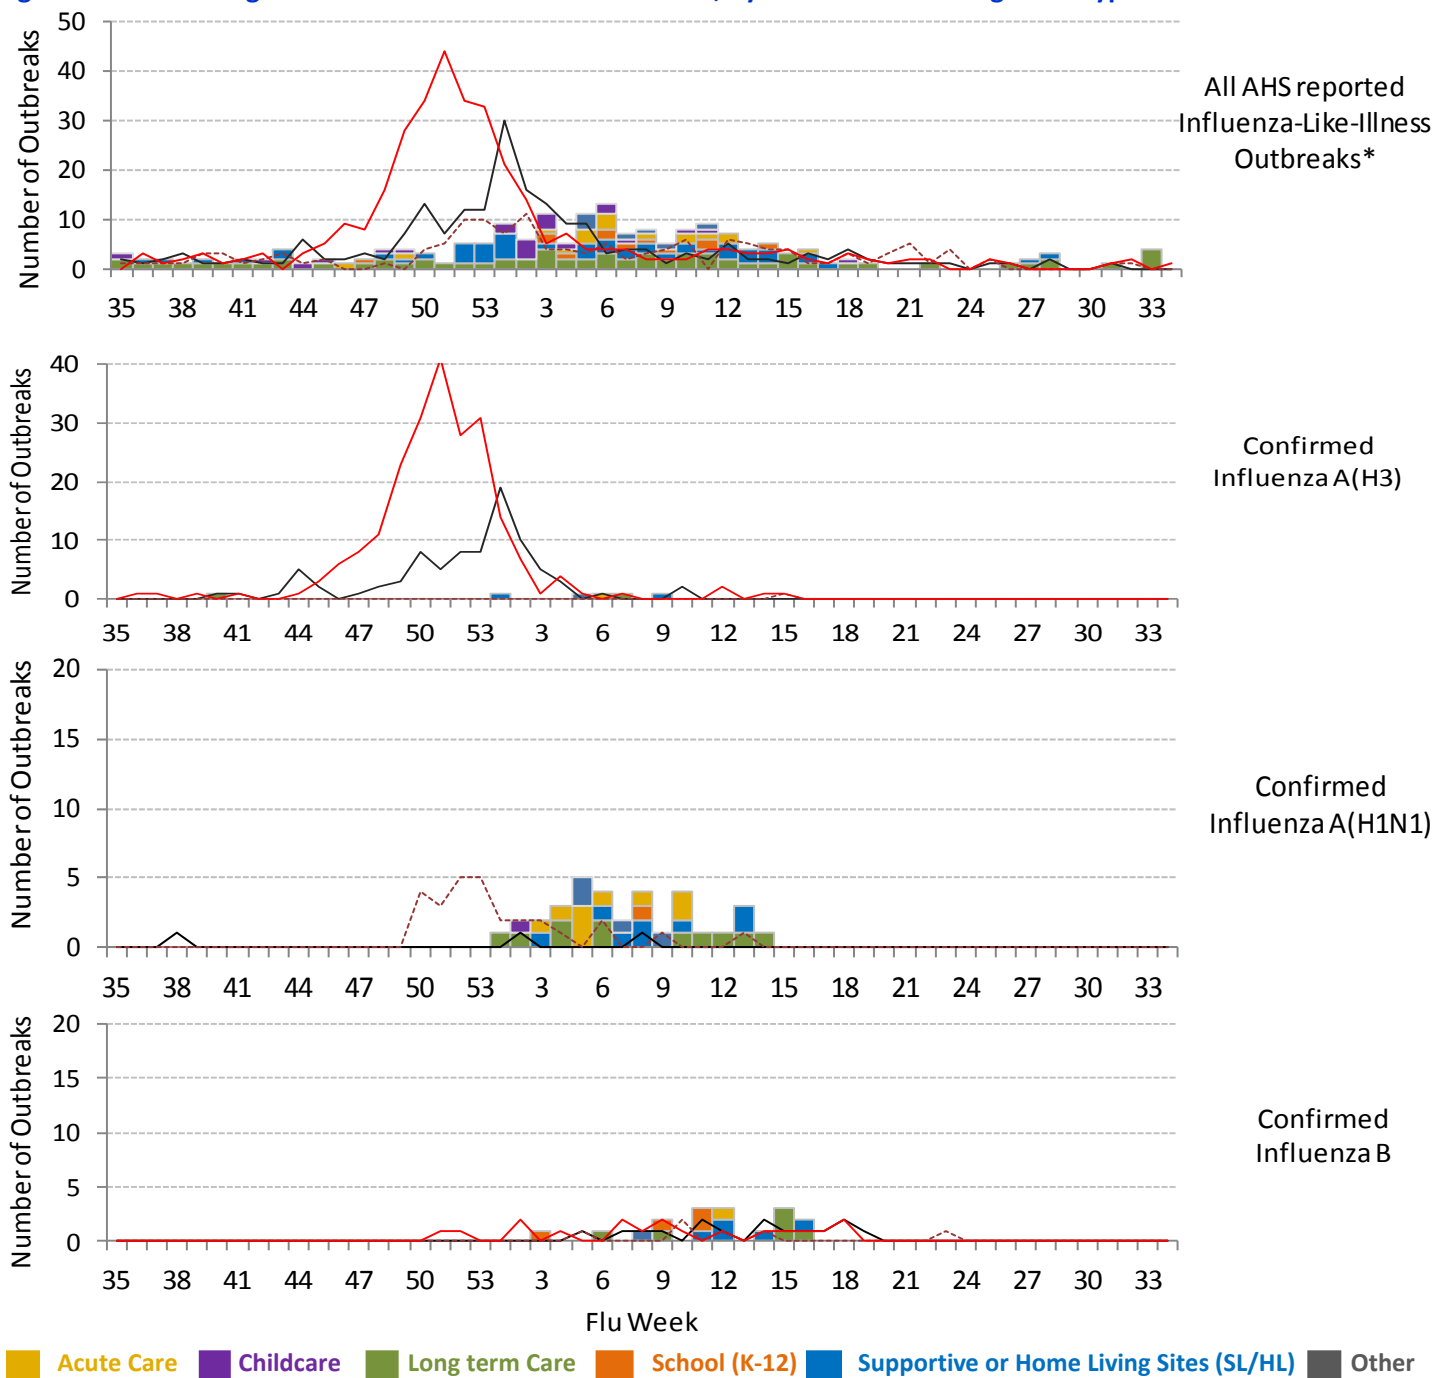 50
40
30
20
10
0
Number of Outbreaks
35 38 41 44 47 50 53 3 6 9 12 15 18 21 24 27 30 33
All AHS reported
Influenza-Like-Illness
Outbreaks*
40
30
20
10
0
Number of Outbreaks
35 38 41 44 47 50 53 3 6 9 12 15 18 21 24 27 30 33
Confirmed
Influenza A(H3)
20
15
10
5
0
Number of Outbreaks
35 38 41 44 47 50 53 3 6 9 12 15 18 21 24 27 30 33
Confirmed
Influenza A(H1N1)
20
15
10
5
0
Number of Outbreaks
35 38 41 44 47 50 53 3 6 9 12 15 18 21 24 27 30 33
Confirmed
Influenza B
Flu Week
Acute Care Childcare Long term Care School (K-12) Supportive or Home Living Sites (SL/HL) Other